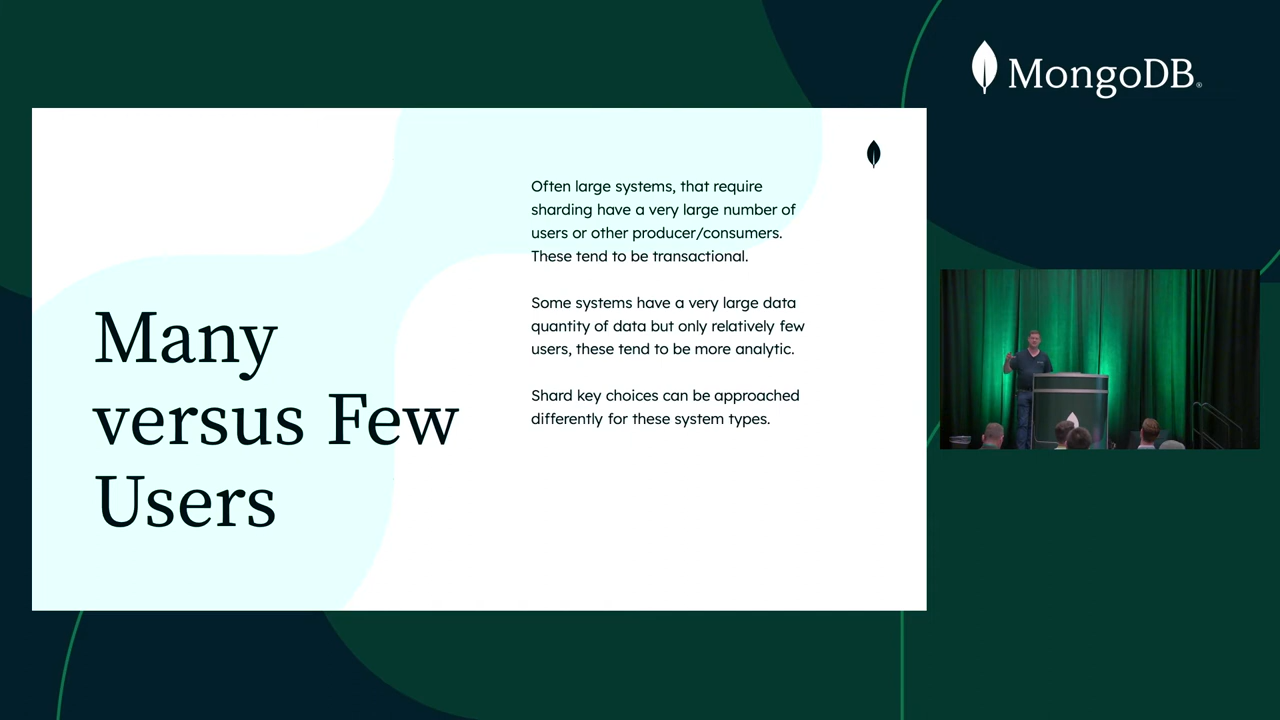 MongoDB®
Many
versus Few
Users
Often large systems, that require
sharding have a very large number of
users or other producer/consumers.
These tend to be transactional.
Some systems have a very large data
quantity of data but only relatively few
users, these tend to be more analytic.
Shard key choices can be approached
differently for these system types.